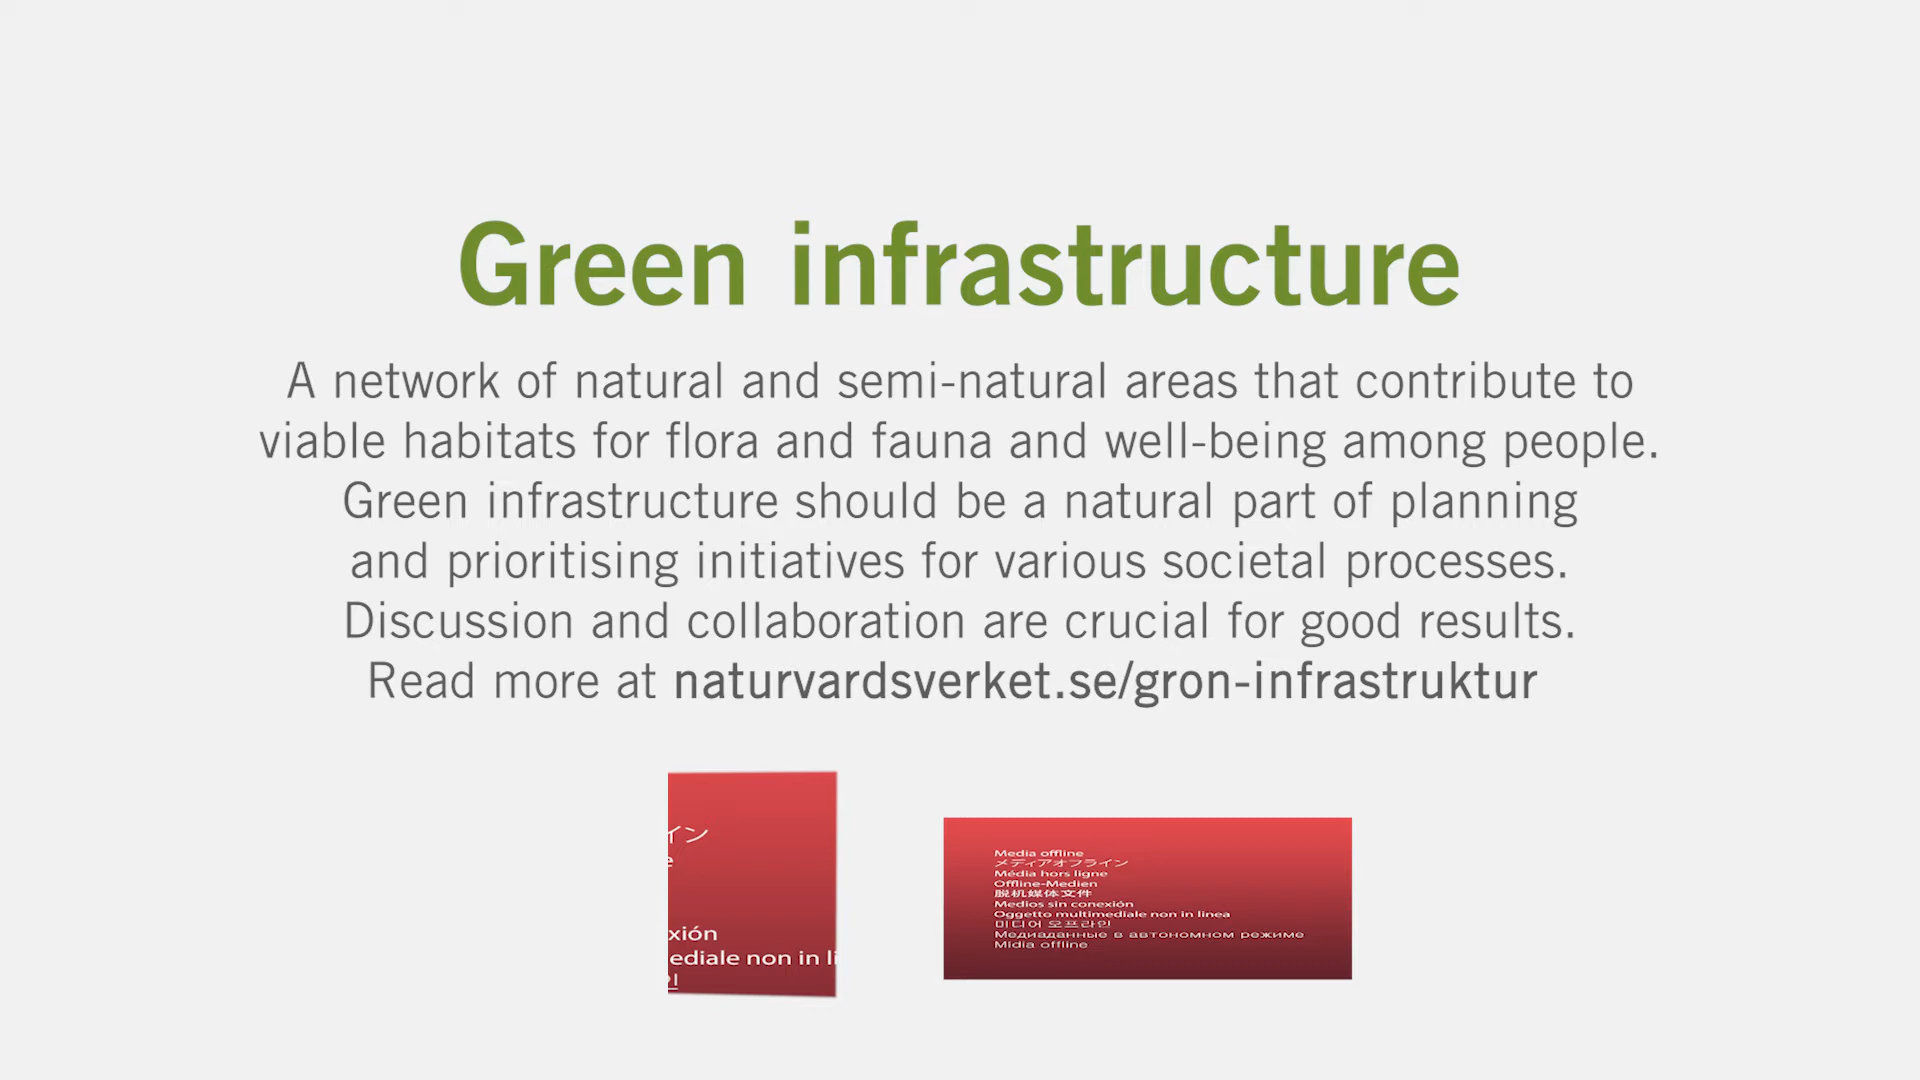 Green infrastructure
A network of natural and semi-natural areas that contribute to
viable habitats for flora and fauna and well-being among people.
Green infrastructure should be a natural part of planning
and prioritising initiatives for various societal processes.
Discussion and collaboration are crucial for good results.
Read more at naturvardsverket.se/gron-infrastruktur
イン
e
xión
ediale non in li
Media offline
メディアオフライン
Média hors ligne
Offline-Medien
脱机媒体文件
Medios sin conexión
Oggetto multimediale non in linea
미디어 오프라인
Медиаданные в автономном режиме
Mídia offline